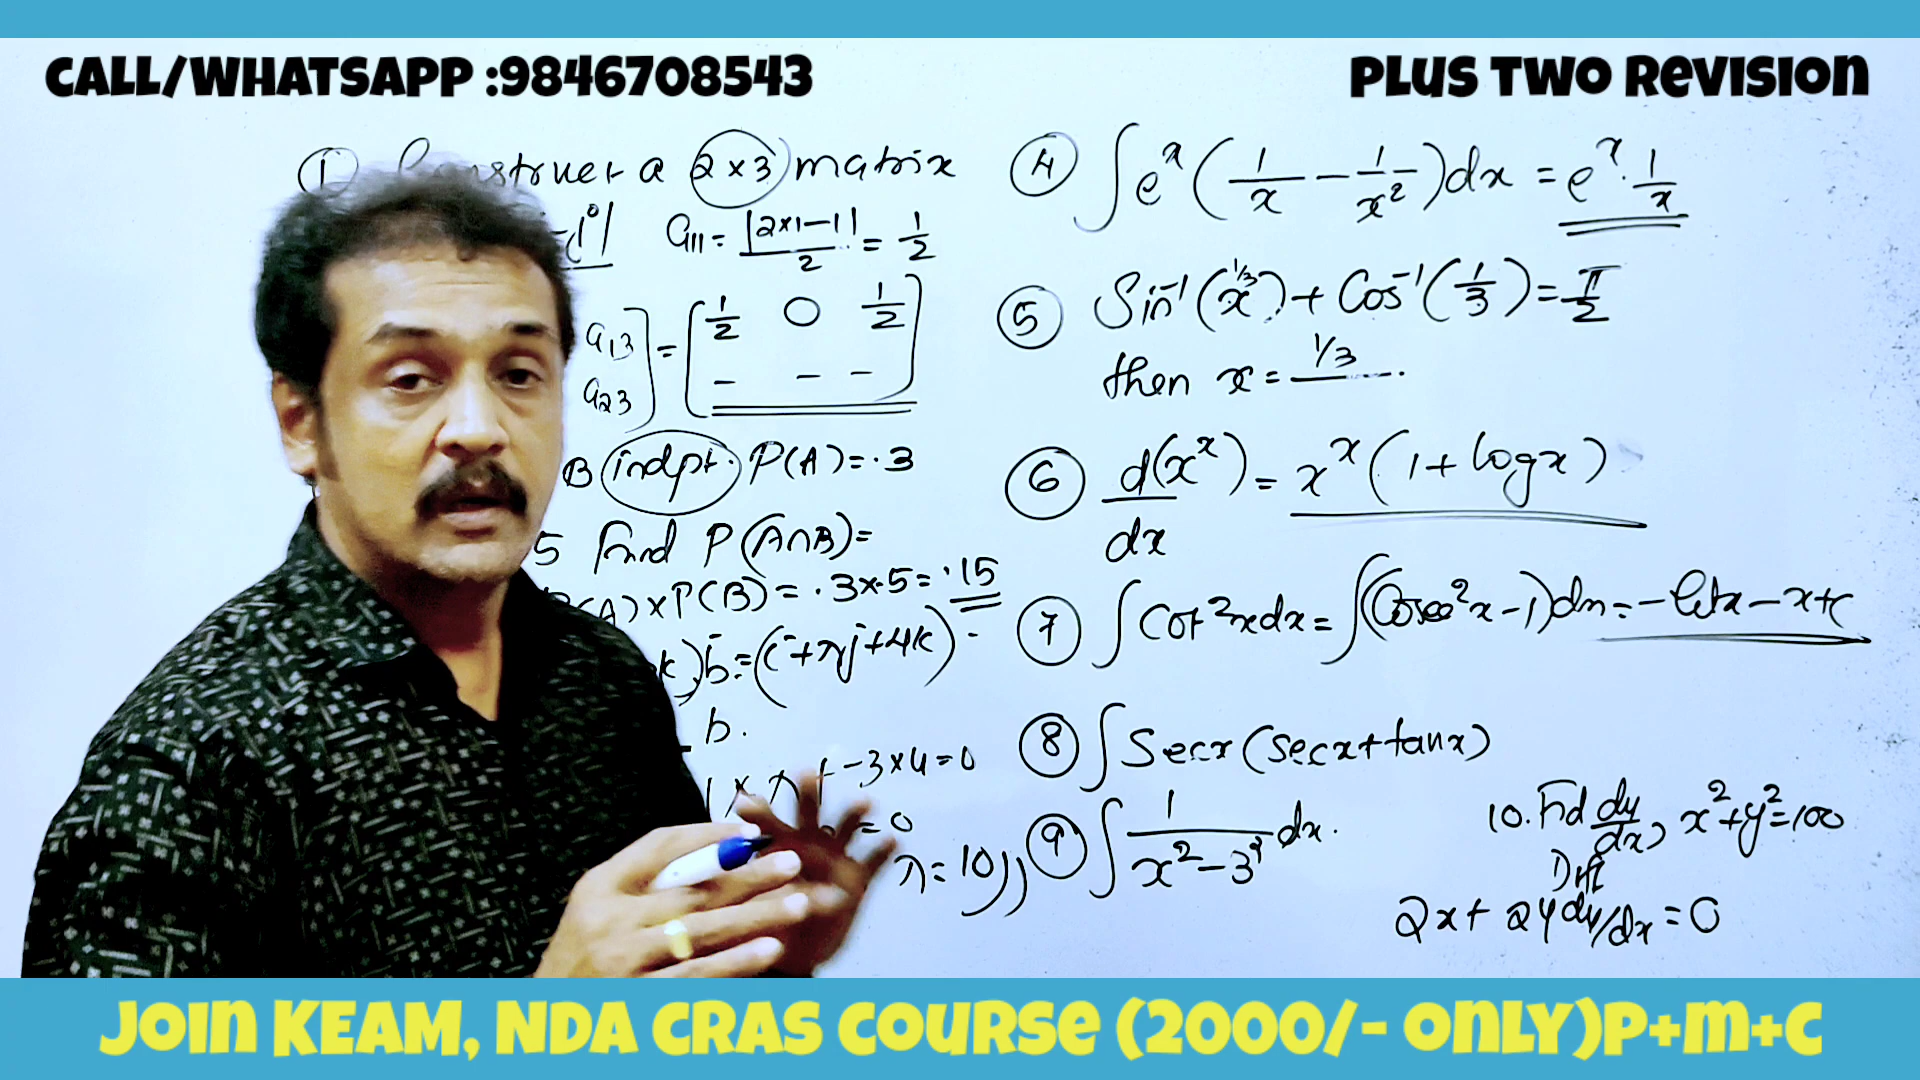 CALL/WHATSAPP :9846708543
PLUS TWO REVISION
① Construct a 2×3 matrix
a₁₁ = |2×1−1| / 2 = 1/2
a₁₃
a₂₃
] = [ 1/2 0 1/2
– – – ]
B indpt. P(A) = .3
5 find P(A∩B) =
P(A) × P(B) = .3×.5 = .15
k) b̄ = (i + λj + 4k)
b.
−3×4=0
= 0
λ = 10
④ ∫ eˣ (1/x − 1/x²) dx = eˣ · 1/x
⑤ Sin⁻¹(x) + Cos⁻¹(1/3) = π/2
1/3
then x = 1/3
⑥ d(xˣ)/dx = xˣ (1 + log x)
⑦ ∫ Cot²x dx = ∫ (Cosec²x − 1) dx = − Cotx − x + c
⑧ ∫ Secx (secx + tanx)
⑨ ∫ 1/(x² − 3²) dx.
10. Find dy/dx, x² + y² = 100
Diff
2x + 2y dy/dx = 0
JOIN KEAM, NDA CRAS COURSE (2000/- ONLY)P+M+C